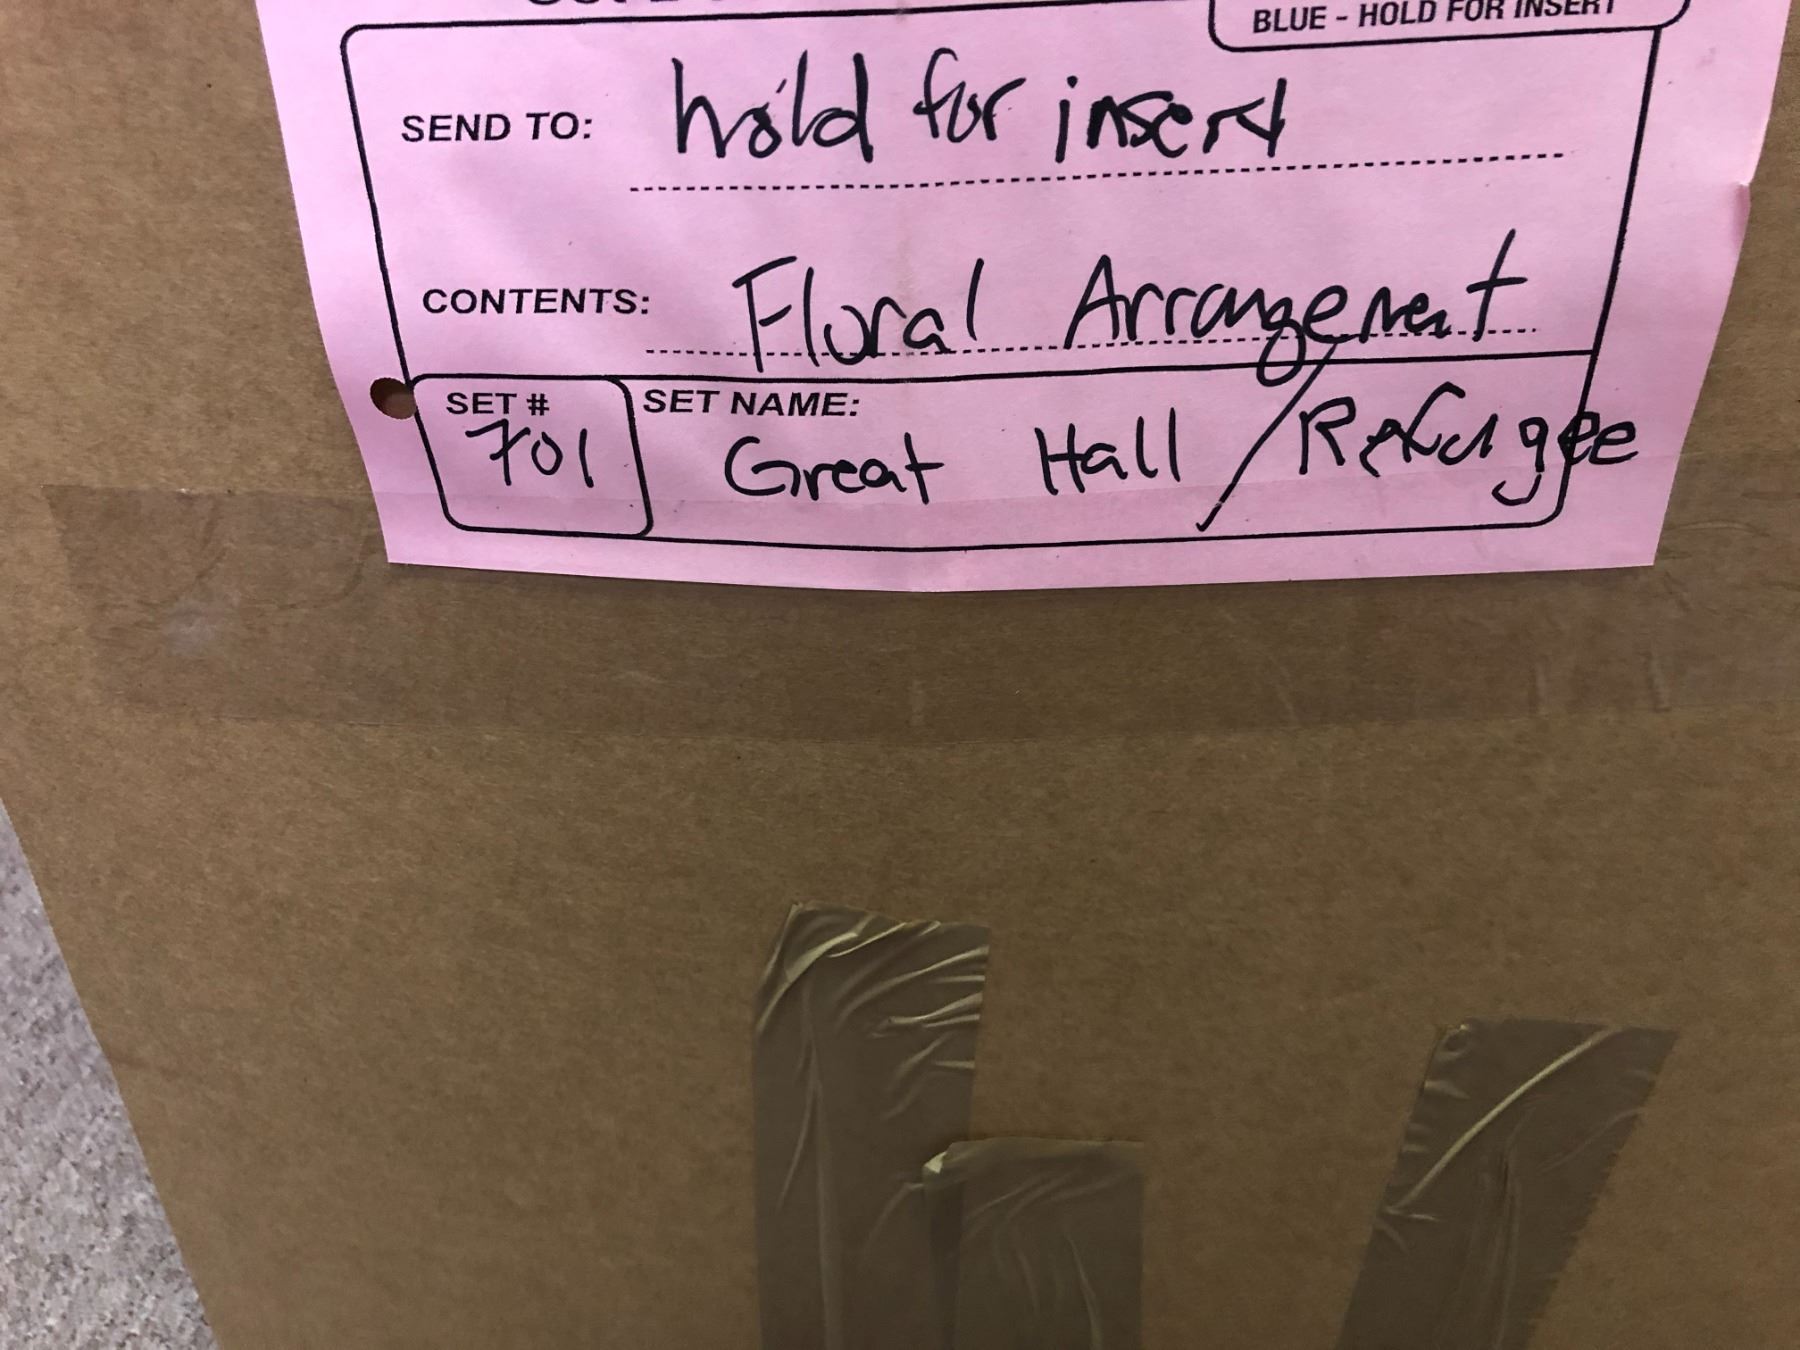 BLUE - HOLD FOR INSERT
SEND TO: hold for insert
CONTENTS: Floral Arrangement
SET # SET NAME:
701 Great Hall / Refugee